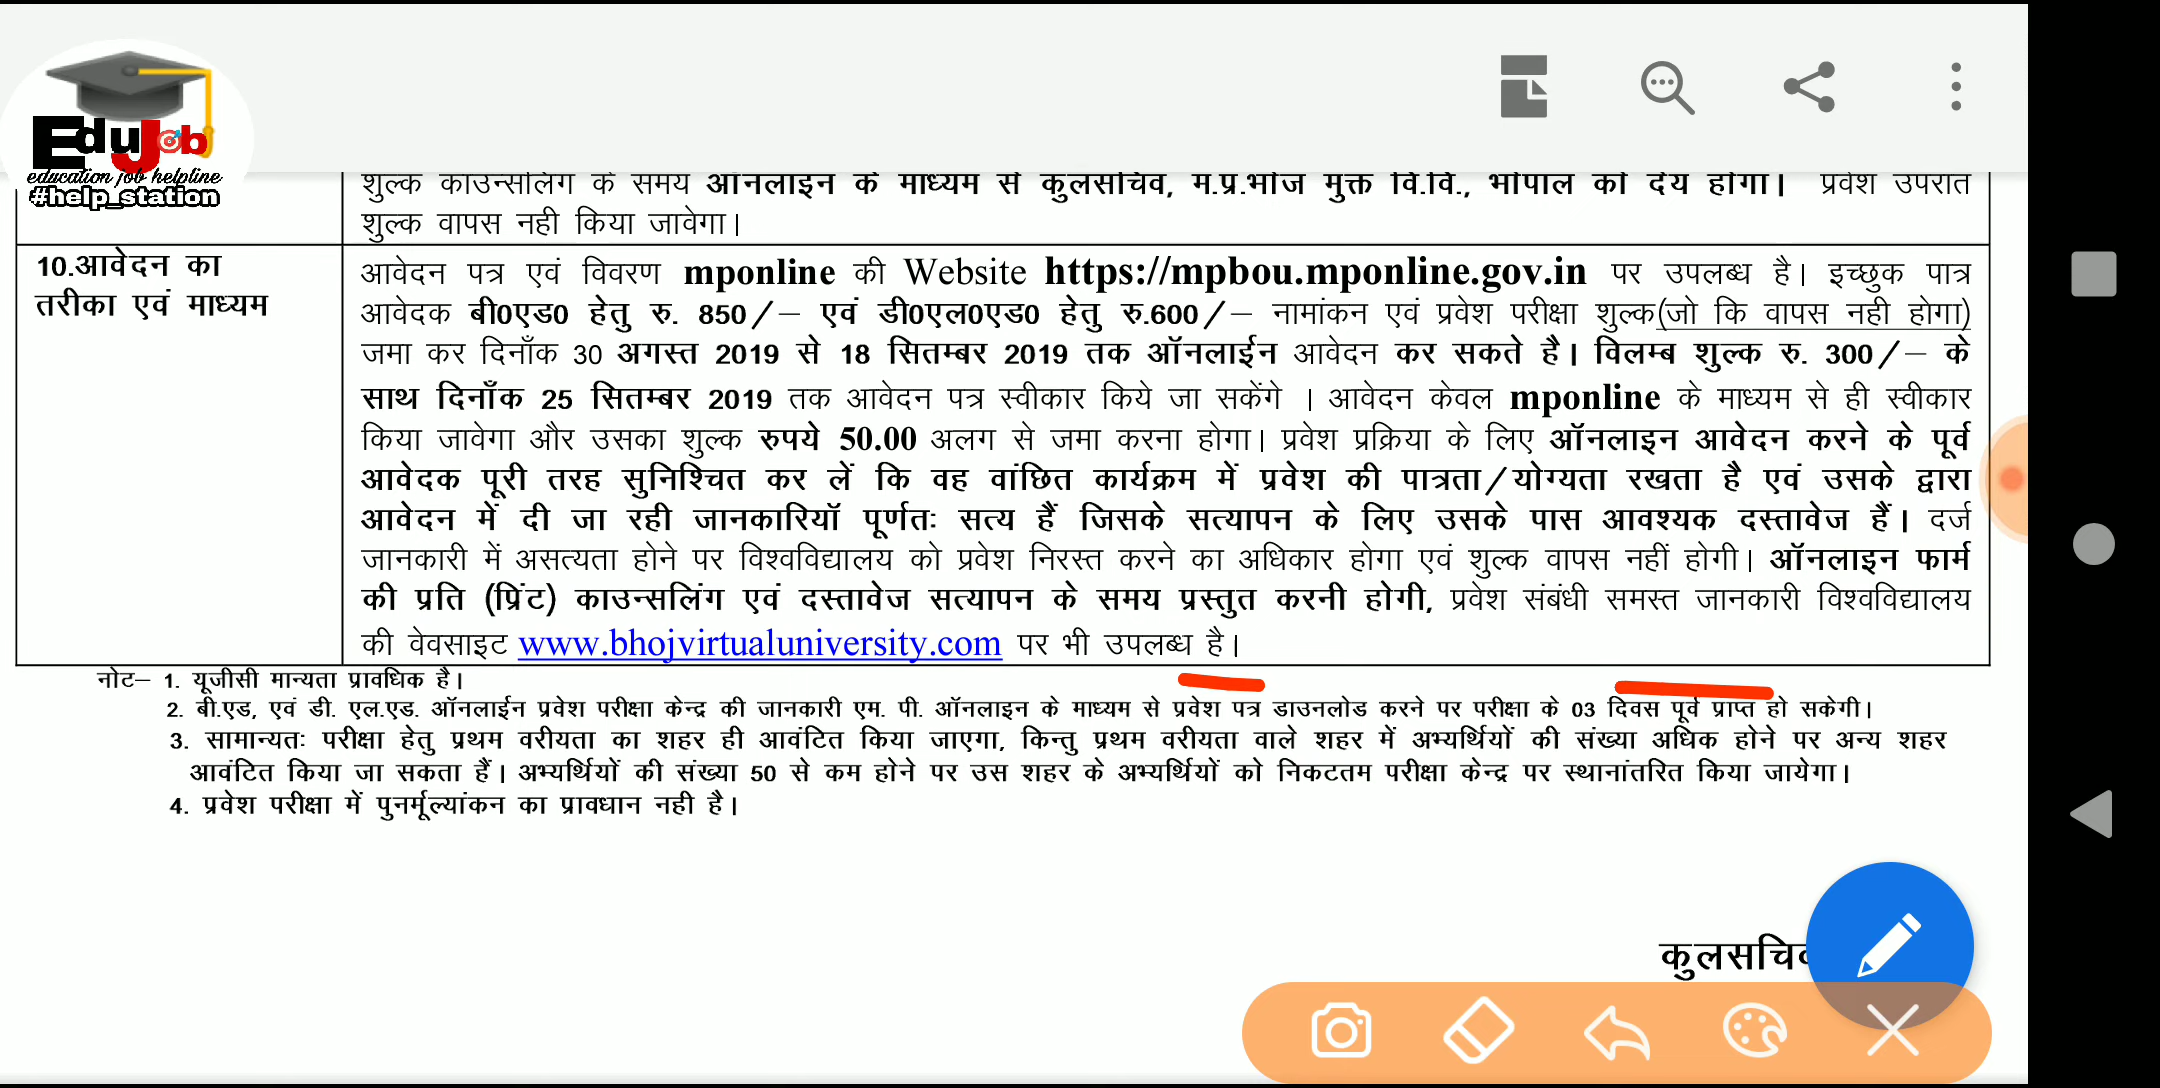 EduJob
education job helpline
#help_station
शुल्क काउन्सलिंग के समय ऑनलाइन के माध्यम से कुलसचिव, म.प्र.भोज मुक्त वि.वि., भोपाल को देय होगा। प्रवेश उपरांत
शुल्क वापस नही किया जावेगा।
10.आवेदन का
तरीका एवं माध्यम
आवेदन पत्र एवं विवरण mponline की Website https://mpbou.mponline.gov.in पर उपलब्ध है। इच्छुक पात्र
आवेदक बी0एड0 हेतु रु. 850/– एवं डी0एल0एड0 हेतु रु.600/– नामांकन एवं प्रवेश परीक्षा शुल्क(जो कि वापस नही होगा)
जमा कर दिनाँक 30 अगस्त 2019 से 18 सितम्बर 2019 तक ऑनलाईन आवेदन कर सकते है। विलम्ब शुल्क रु. 300/– के
साथ दिनाँक 25 सितम्बर 2019 तक आवेदन पत्र स्वीकार किये जा सकेंगे । आवेदन केवल mponline के माध्यम से ही स्वीकार
किया जावेगा और उसका शुल्क रुपये 50.00 अलग से जमा करना होगा। प्रवेश प्रक्रिया के लिए ऑनलाइन आवेदन करने के पूर्व
आवेदक पूरी तरह सुनिश्चित कर लें कि वह वांछित कार्यक्रम में प्रवेश की पात्रता/योग्यता रखता है एवं उसके द्वारा
आवेदन में दी जा रही जानकारियॉ पूर्णतः सत्य हैं जिसके सत्यापन के लिए उसके पास आवश्यक दस्तावेज हैं। दर्ज
जानकारी में असत्यता होने पर विश्वविद्यालय को प्रवेश निरस्त करने का अधिकार होगा एवं शुल्क वापस नहीं होगी। ऑनलाइन फार्म
की प्रति (प्रिंट) काउन्सलिंग एवं दस्तावेज सत्यापन के समय प्रस्तुत करनी होगी, प्रवेश संबंधी समस्त जानकारी विश्वविद्यालय
की वेवसाइट www.bhojvirtualuniversity.com पर भी उपलब्ध है।
नोट– 1. यूजीसी मान्यता प्रावधिक है।
2. बी.एड, एवं डी. एल.एड. ऑनलाईन प्रवेश परीक्षा केन्द्र की जानकारी एम. पी. ऑनलाइन के माध्यम से प्रवेश पत्र डाउनलोड करने पर परीक्षा के 03 दिवस पूर्व प्राप्त हो सकेगी।
3. सामान्यतः परीक्षा हेतु प्रथम वरीयता का शहर ही आवंटित किया जाएगा, किन्तु प्रथम वरीयता वाले शहर में अभ्यर्थियों की संख्या अधिक होने पर अन्य शहर
आवंटित किया जा सकता हैं। अभ्यर्थियों की संख्या 50 से कम होने पर उस शहर के अभ्यर्थियों को निकटतम परीक्षा केन्द्र पर स्थानांतरित किया जायेगा।
4. प्रवेश परीक्षा में पुनर्मूल्यांकन का प्रावधान नही है।